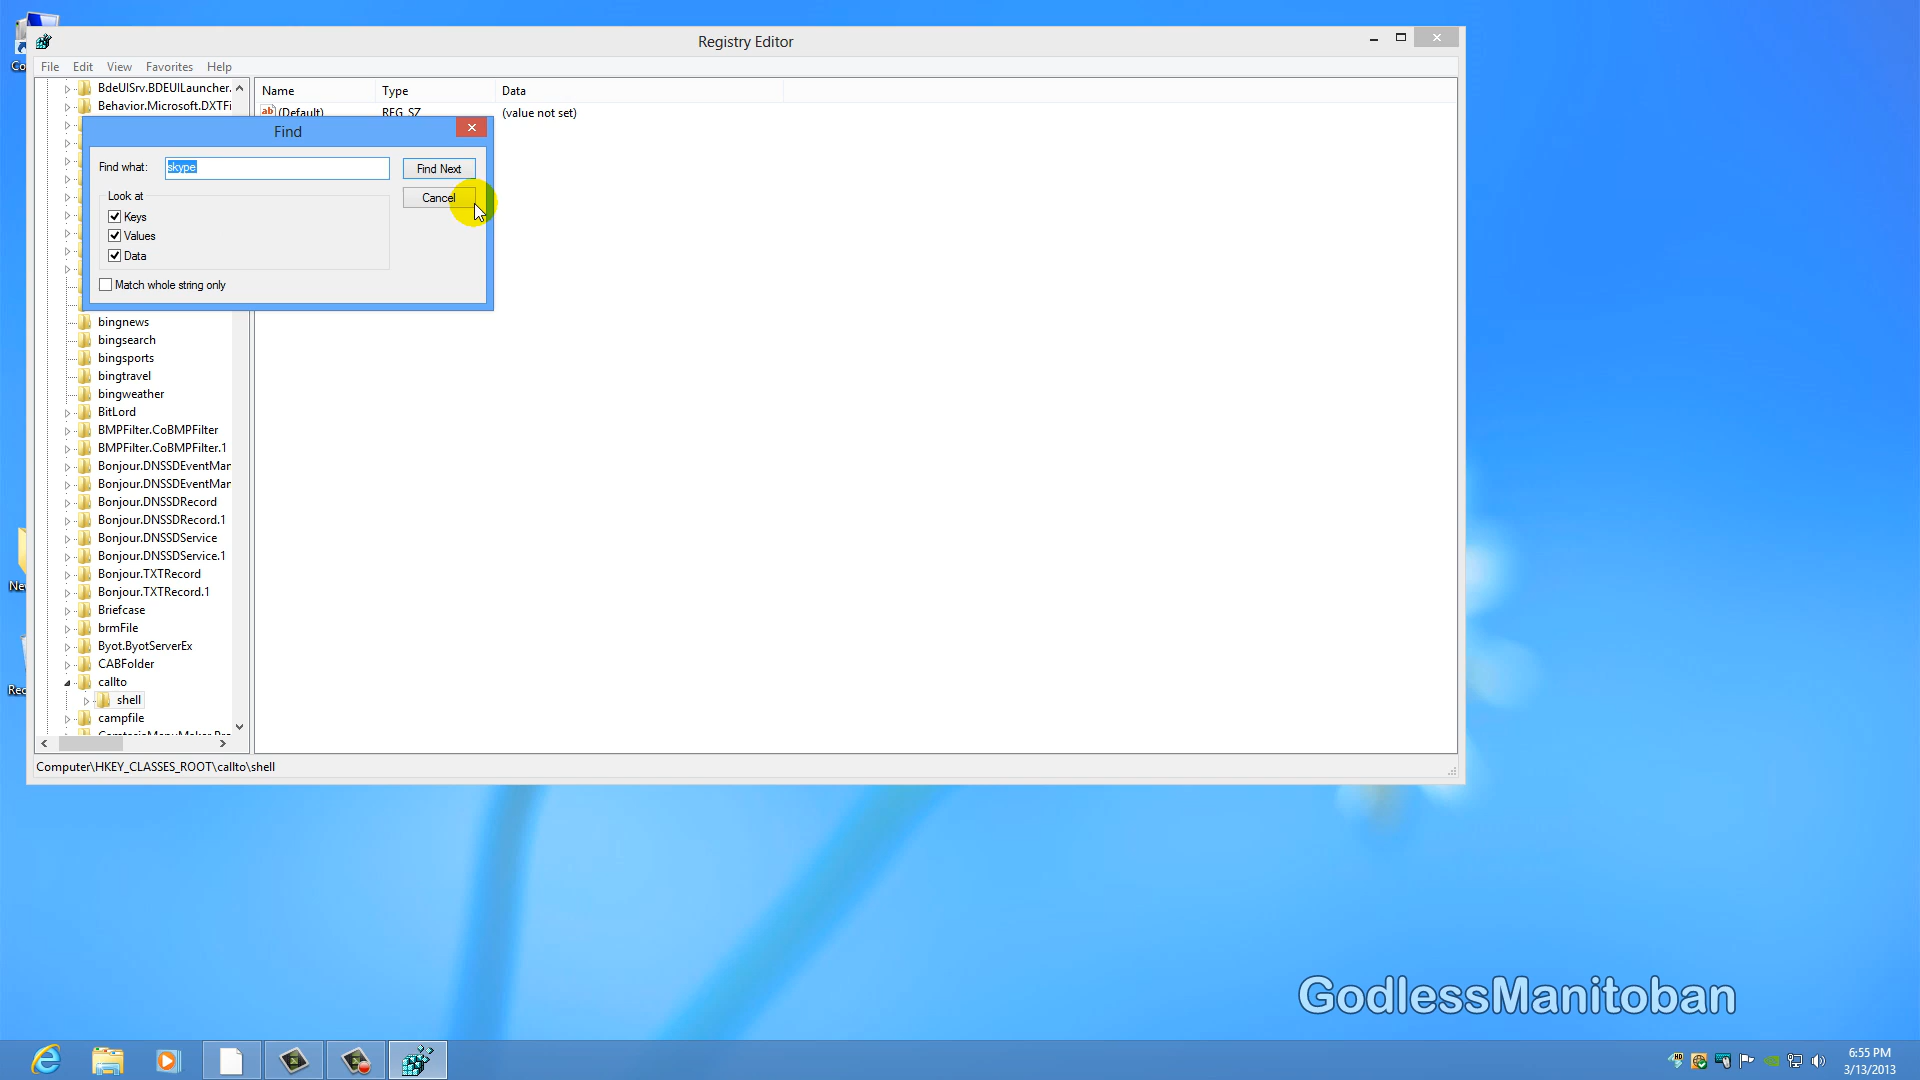 Registry Editor
File Edit View Favorites Help
BdeUISrv.BDEUILauncher.
Behavior.Microsoft.DXTFi
Name Type Data
(Default) REG_SZ (value not set)
Find
Find what: skype Find Next
Cancel
Look at
Keys
Values
Data
Match whole string only
bingnews
bingsearch
bingsports
bingtravel
bingweather
BitLord
BMPFilter.CoBMPFilter
BMPFilter.CoBMPFilter.1
Bonjour.DNSSDEventMan
Bonjour.DNSSDEventMan
Bonjour.DNSSDRecord
Bonjour.DNSSDRecord.1
Bonjour.DNSSDService
Bonjour.DNSSDService.1
Bonjour.TXTRecord
Bonjour.TXTRecord.1
Briefcase
brmFile
Byot.ByotServerEx
CABFolder
callto
shell
campfile
Computer\HKEY_CLASSES_ROOT\callto\shell
GodlessManitoban
6:55 PM
3/13/2013